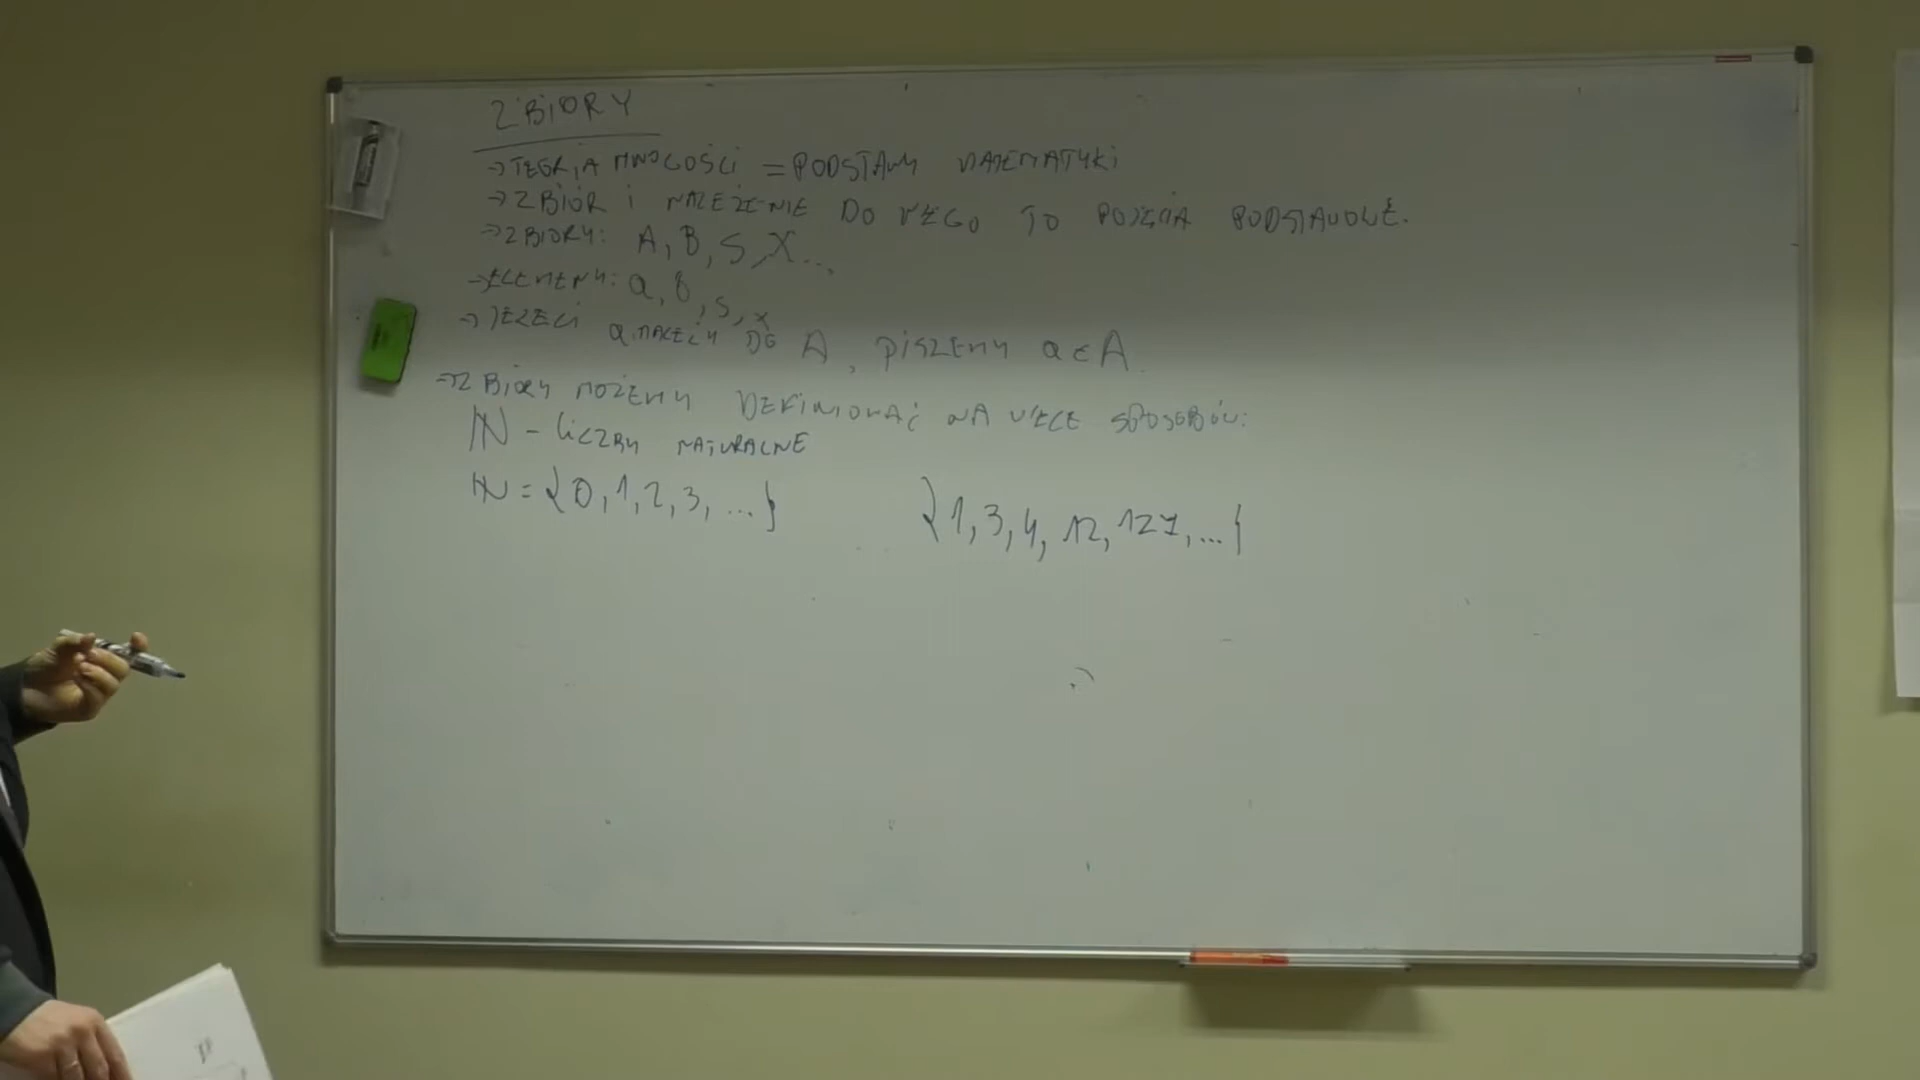 ZBIORY
→ TEORIA MNOGOŚCI = PODSTAWY MATEMATYKI
→ ZBIÓR I NALEŻENIE DO NIEGO TO POJĘCIA PODSTAWOWE.
→ ZBIORY: A, B, S, X...,
→ ELEMENTY: a, b, s, x
→ JEŻELI a NALEŻY DO A, PISZEMY a ∈ A.
→ ZBIORY MOŻEMY DEFINIOWAĆ NA WIELE SPOSOBÓW:
ℕ - LICZBY NATURALNE
ℕ = {0, 1, 2, 3, ...} {1, 3, 4, 12, 127, ...}